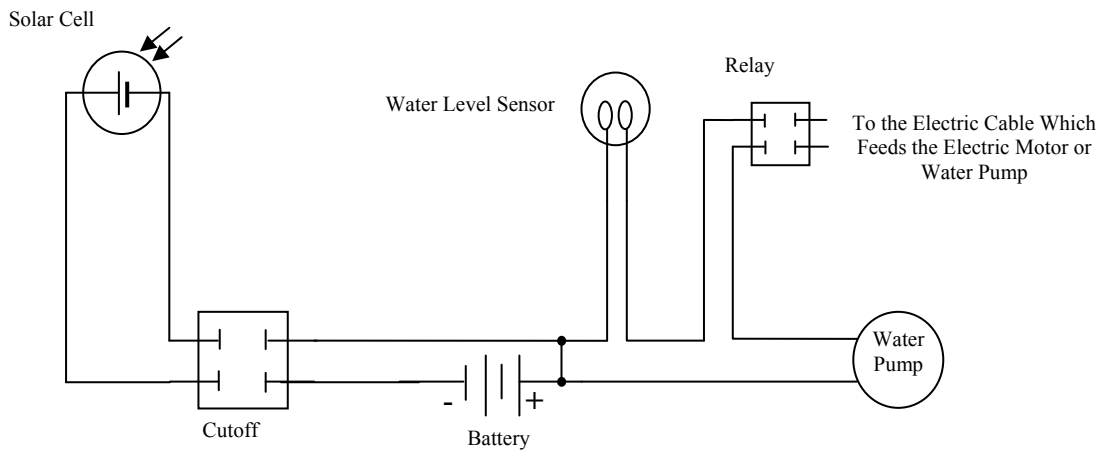 Solar Cell
Relay
Water Level Sensor
To the Electric Cable Which
Feeds the Electric Motor or
Water Pump
Water
Pump
- +
Cutoff
Battery